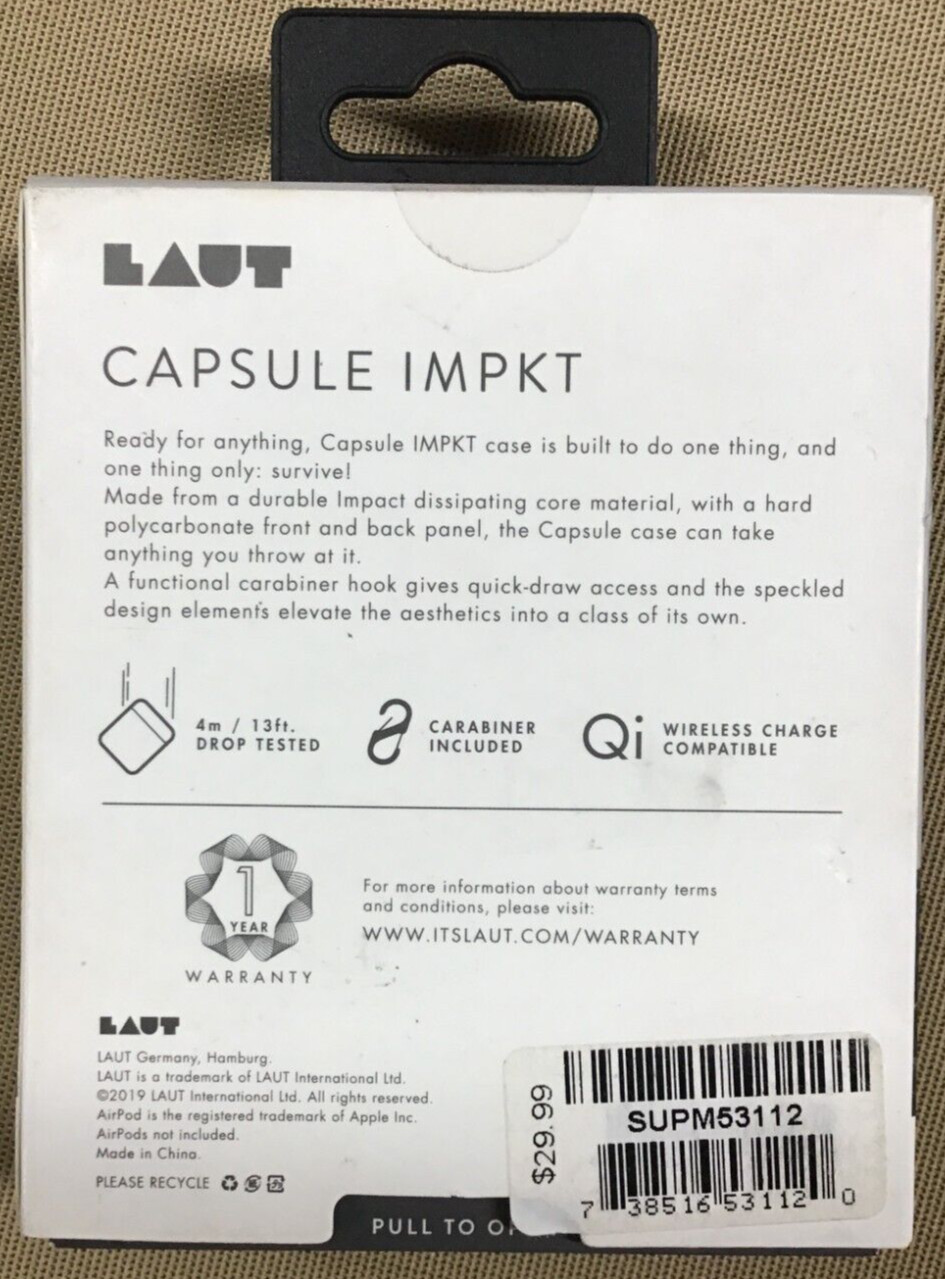 LAUT
CAPSULE IMPKT
Ready for anything, Capsule IMPKT case is built to do one thing, and
one thing only: survive!
Made from a durable Impact dissipating core material, with a hard
polycarbonate front and back panel, the Capsule case can take
anything you throw at it.
A functional carabiner hook gives quick-draw access and the speckled
design elements elevate the aesthetics into a class of its own.
4m / 13ft.
DROP TESTED
CARABINER
INCLUDED
Qi
WIRELESS CHARGE
COMPATIBLE
1
YEAR
WARRANTY
For more information about warranty terms
and conditions, please visit:
WWW.ITSLAUT.COM/WARRANTY
LAUT
LAUT Germany, Hamburg.
LAUT is a trademark of LAUT International Ltd.
©2019 LAUT International Ltd. All rights reserved.
AirPod is the registered trademark of Apple Inc.
AirPods not included.
Made in China.
PLEASE RECYCLE
$29.99
SUPM53112
7 38516 53112 0
PULL TO